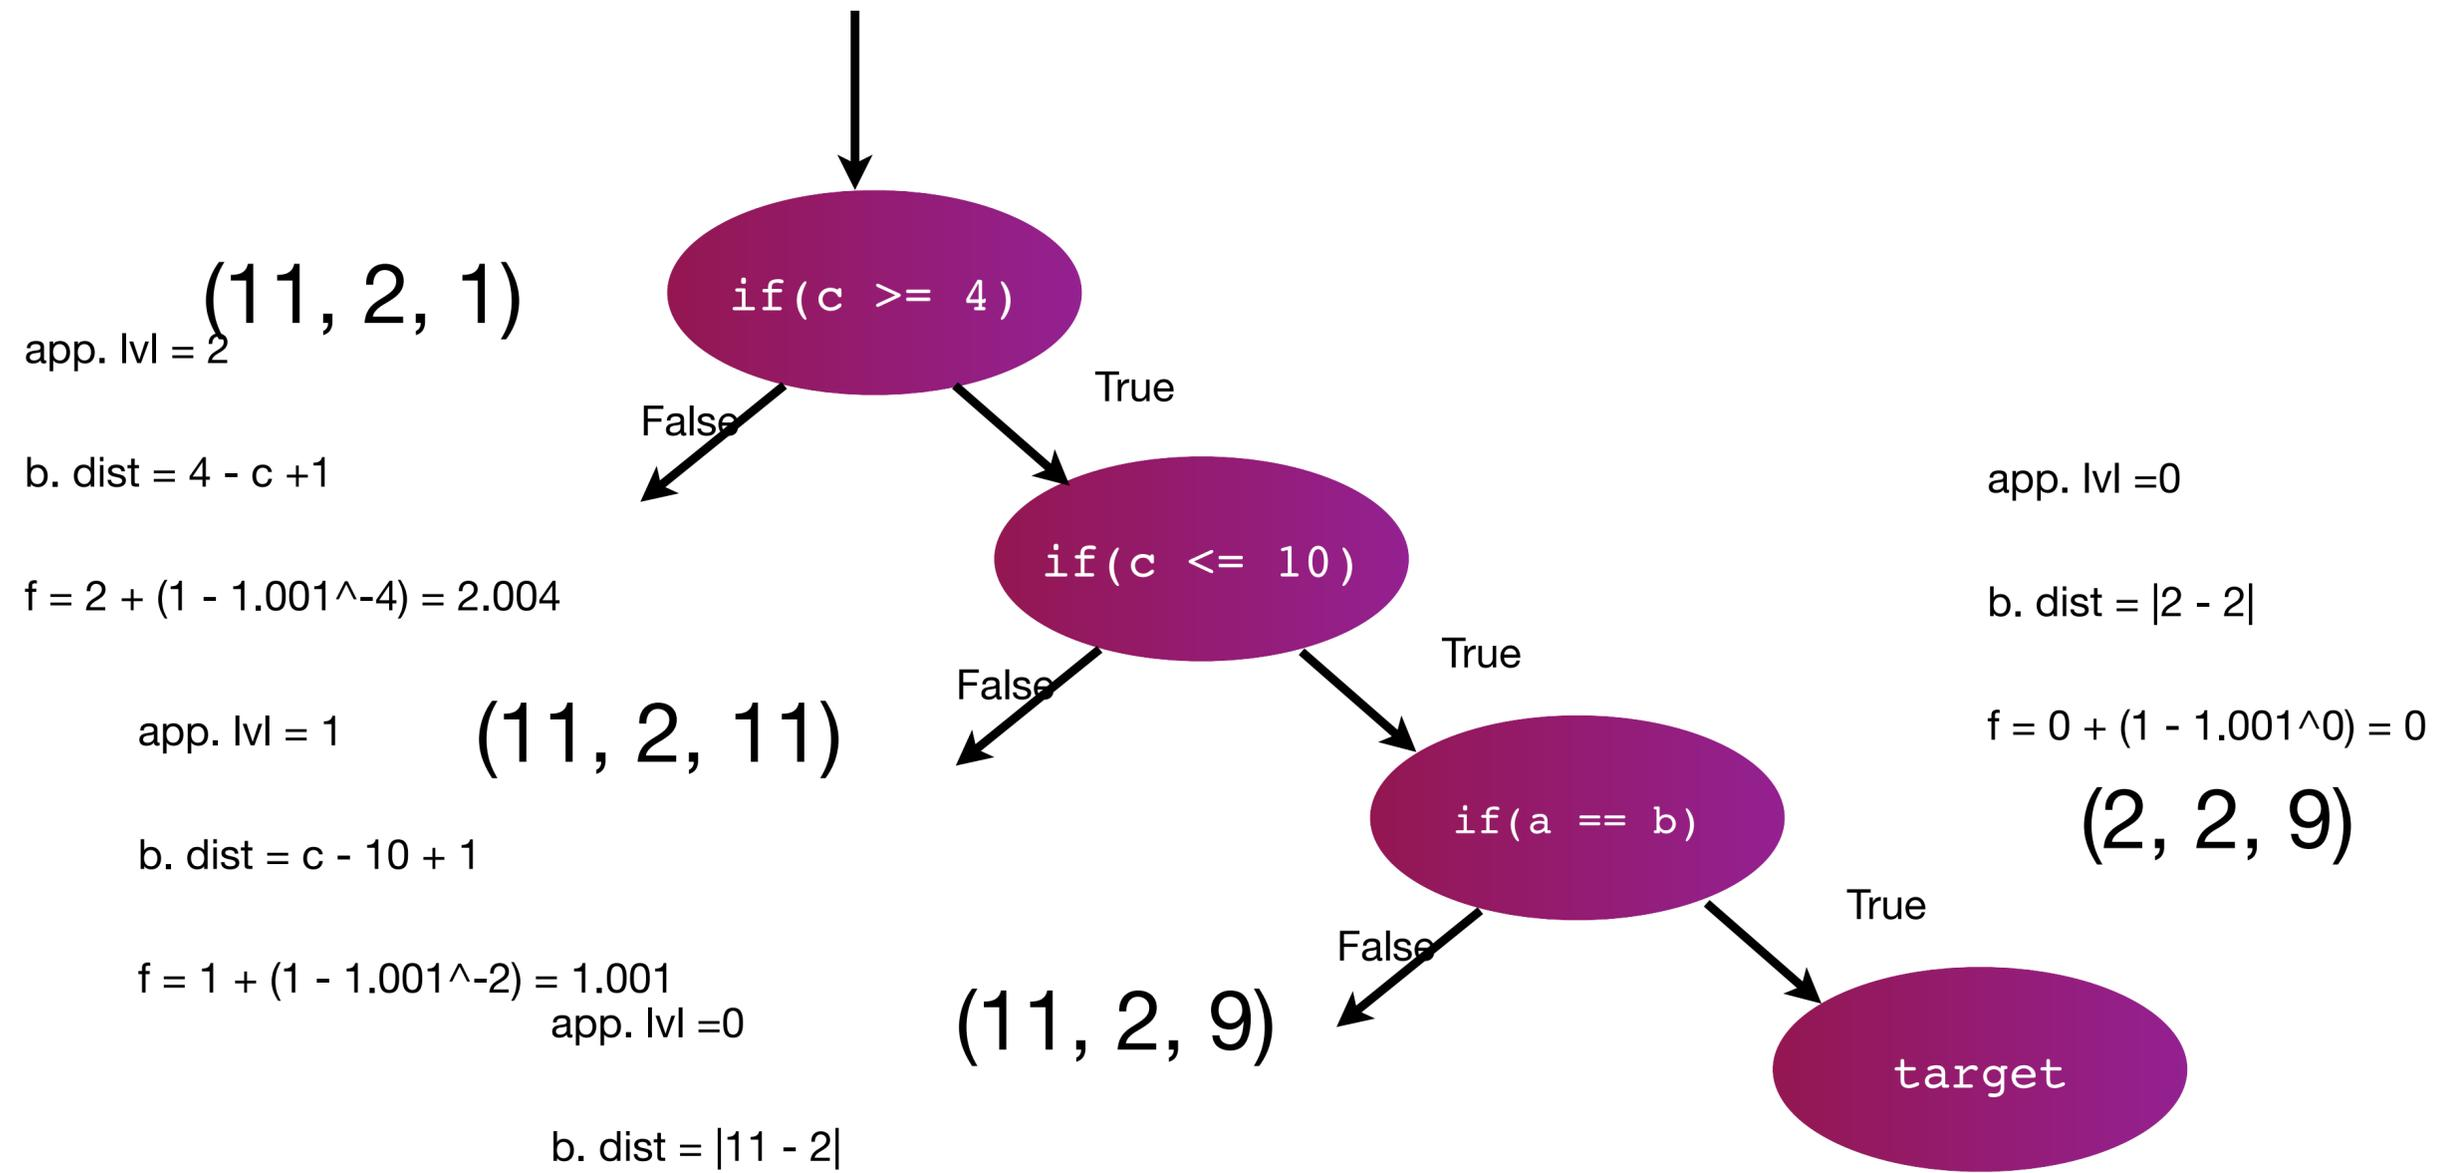 (11, 2, 1)
if(c >= 4)
app. lvl = 2
True
False
b. dist = 4 - c +1
app. lvl =0
if(c <= 10)
f = 2 + (1 - 1.001^-4) = 2.004
b. dist = |2 - 2|
True
False
app. lvl = 1
(11, 2, 11)
f = 0 + (1 - 1.001^0) = 0
if(a == b)
(2, 2, 9)
b. dist = c - 10 + 1
True
False
f = 1 + (1 - 1.001^-2) = 1.001
app. lvl =0
(11, 2, 9)
target
b. dist = |11 - 2|